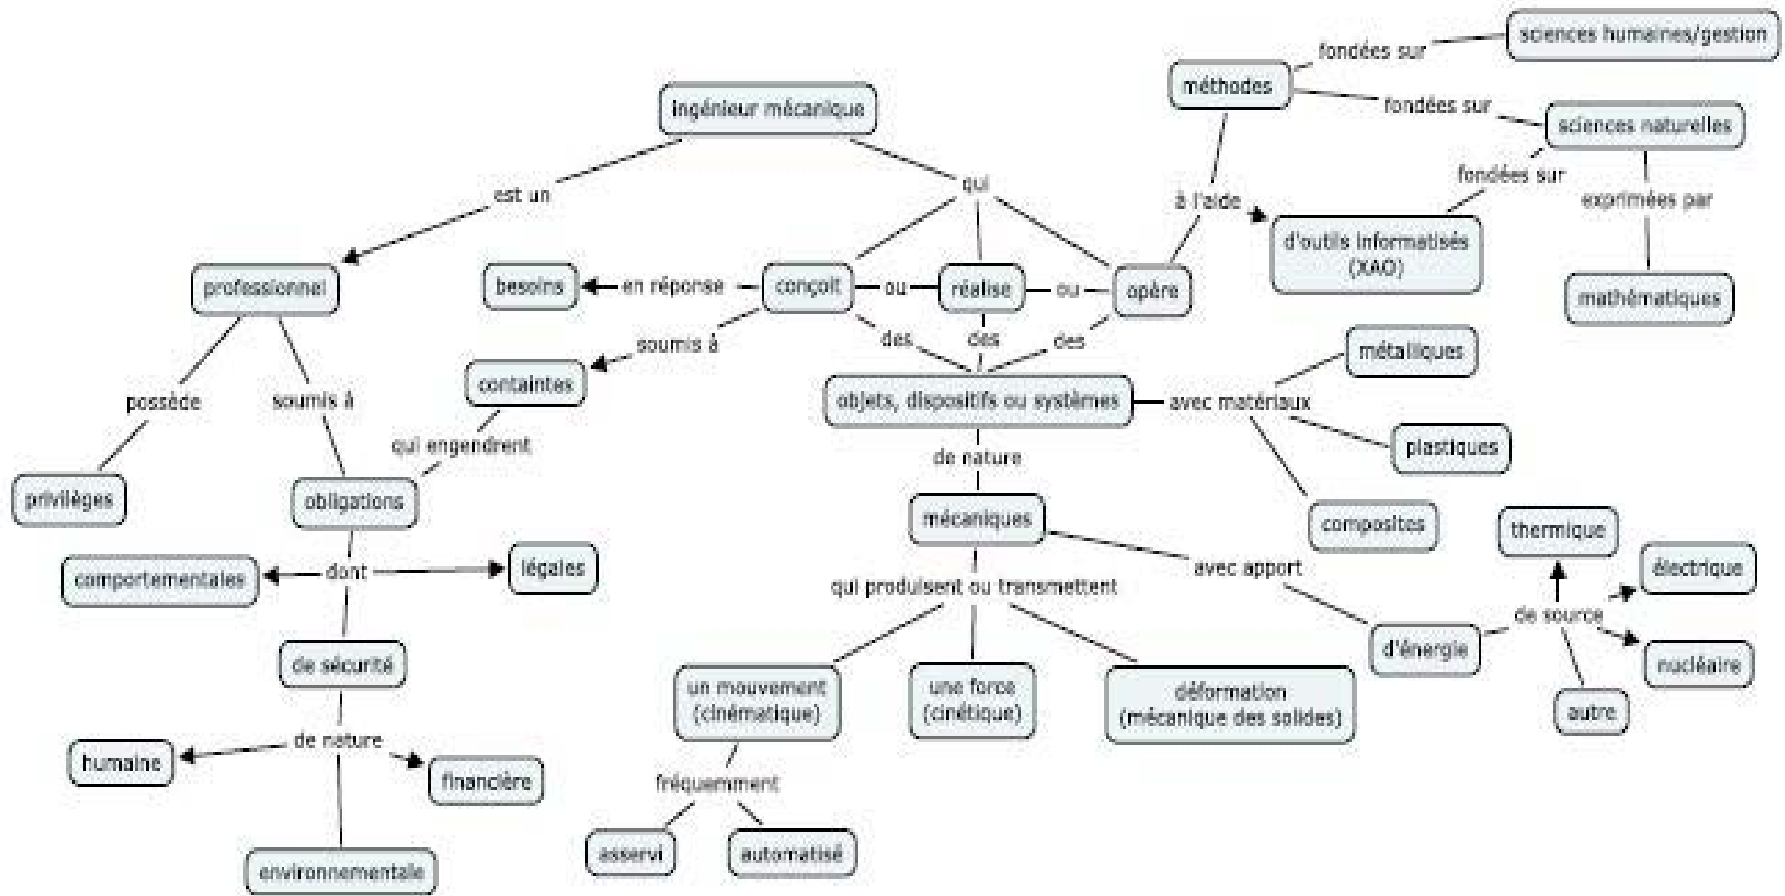 sciences humaines/gestion
fondées sur
méthodes
fondées sur
ingénieur mécanique
sciences naturelles
fondées sur
qui
est un
à l'aide
exprimées par
d'outils informatisés
(XAO)
professionnel
besoins
en réponse
conçoit
ou
réalise
ou
opère
mathématiques
soumis à
des
des
des
métalliques
containtes
objets, dispositifs ou systèmes
avec matériaux
possède
soumis à
qui engendrent
plastiques
de nature
privilèges
obligations
mécaniques
composites
thermique
comportementales
dont
légales
avec apport
électrique
qui produisent ou transmettent
de source
d'énergie
de sécurité
nucléaire
un mouvement
(cinématique)
une force
(cinétique)
déformation
(mécanique des solides)
autre
de nature
humaine
financière
fréquemment
asservi
automatisé
environnementale